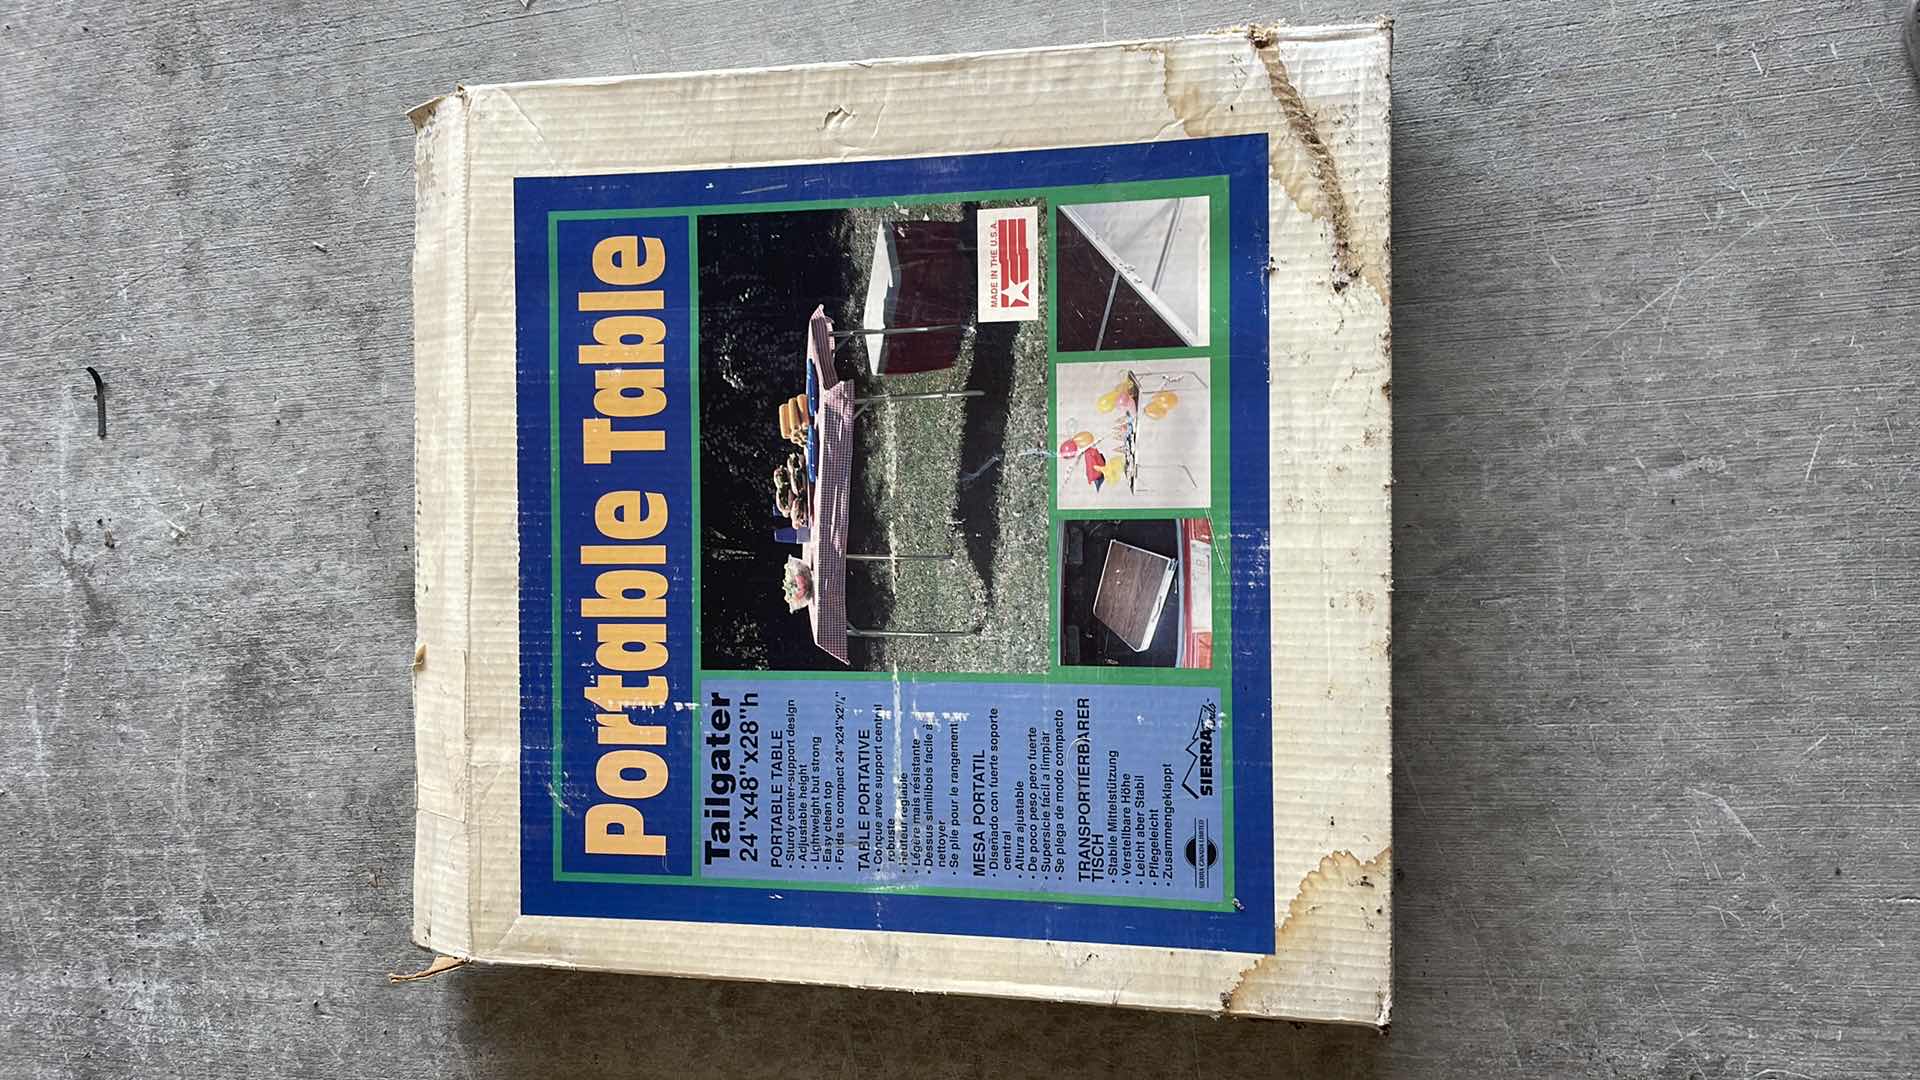 Portable Table
Tailgater
24"x48"x28"h
PORTABLE TABLE
• Sturdy center-support design
• Adjustable height
• Lightweight but strong
• Easy clean top
• Folds to compact 24"x24"x2¼"
TABLE PORTATIVE
• Conçue avec support central
robuste
• Hauteur réglable
• Légère mais résistante
• Dessus similibois facile à
nettoyer
• Se plie pour le rangement
MESA PORTATIL
• Diseñado con fuerte soporte
central
• Altura ajustable
• De poco peso pero fuerte
• Supersicie fácil a limpiar
• Se plega de modo compacto
TRANSPORTIERBARER
TISCH
• Stabile Mittelstützung
• Verstellbare Höhe
• Leicht aber Stabil
• Pflegeleicht
• Zusammengeklappt
SIERRA CANADA LIMITED
SIERRA
MADE IN THE U.S.A.